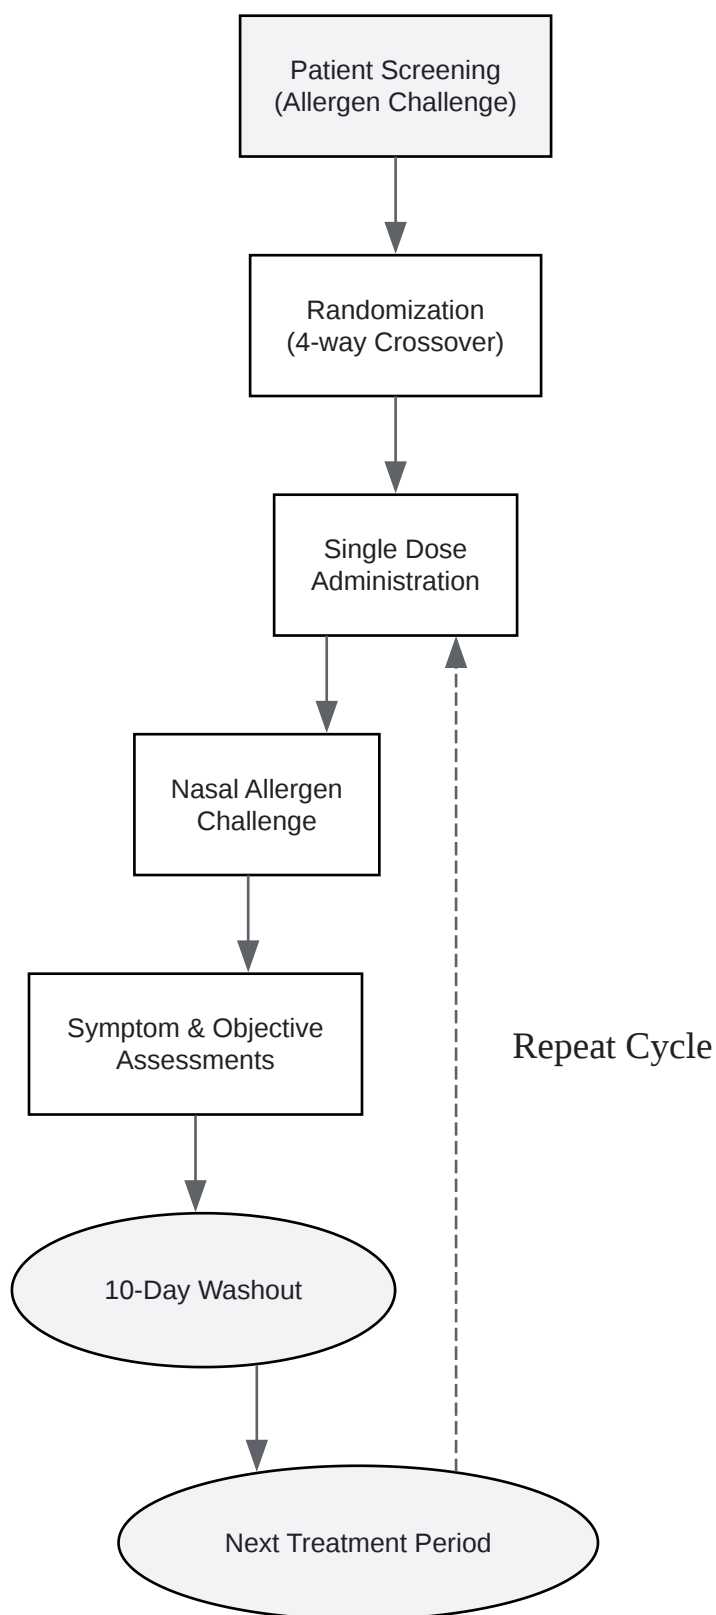 Patient Screening
(Allergen Challenge)
Randomization
(4-way Crossover)
Single Dose
Administration
Nasal Allergen
Challenge
Symptom & Objective
Assessments
Repeat Cycle
10-Day Washout
Next Treatment Period